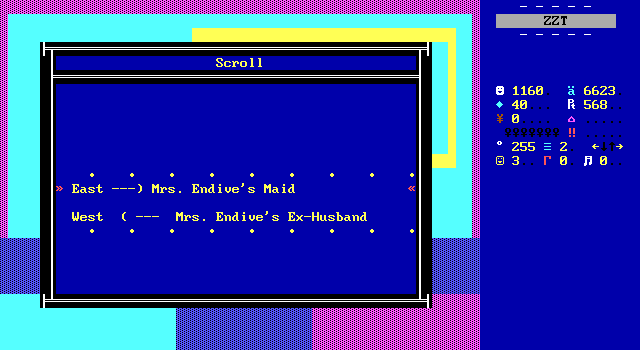 ZZT
Scroll
1160 6623
40 568
0
255 2
3 0 0
East ---) Mrs. Endive's Maid
West ( --- Mrs. Endive's Ex-Husband